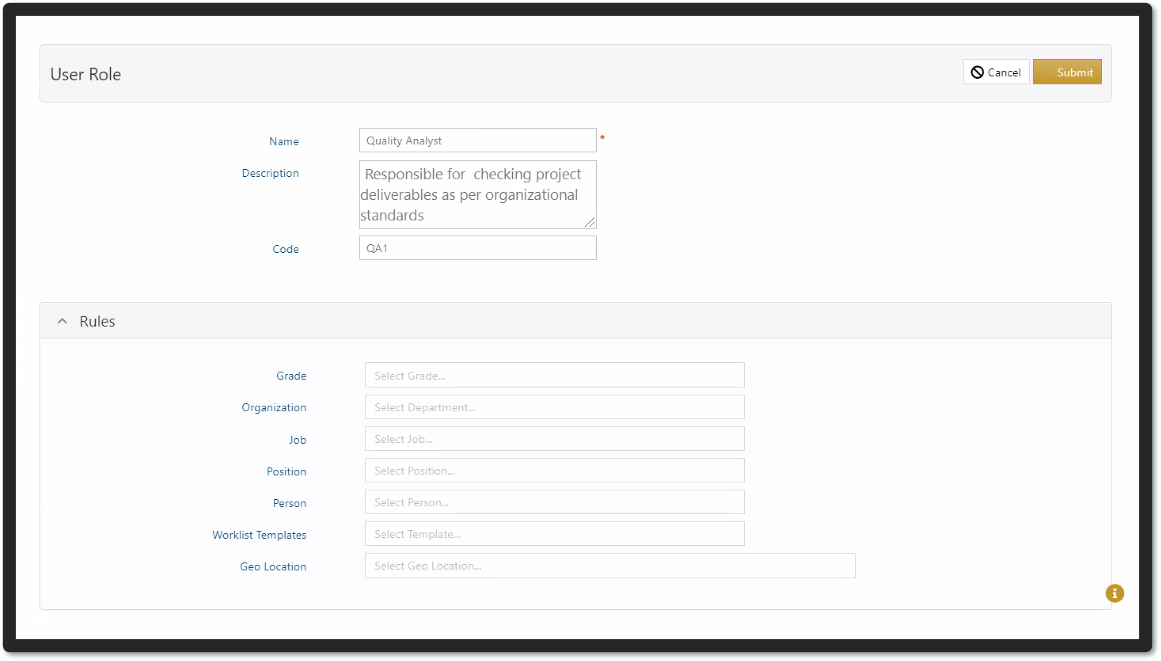 User Role
Cancel
Submit
Name
Quality Analyst
*
Description
Responsible for  checking project
deliverables as per organizational
standards
Code
QA1
Rules
Grade
Select Grade...
Organization
Select Department...
Job
Select Job...
Position
Select Position...
Person
Select Person...
Worklist Templates
Select Template...
Geo Location
Select Geo Location...
i